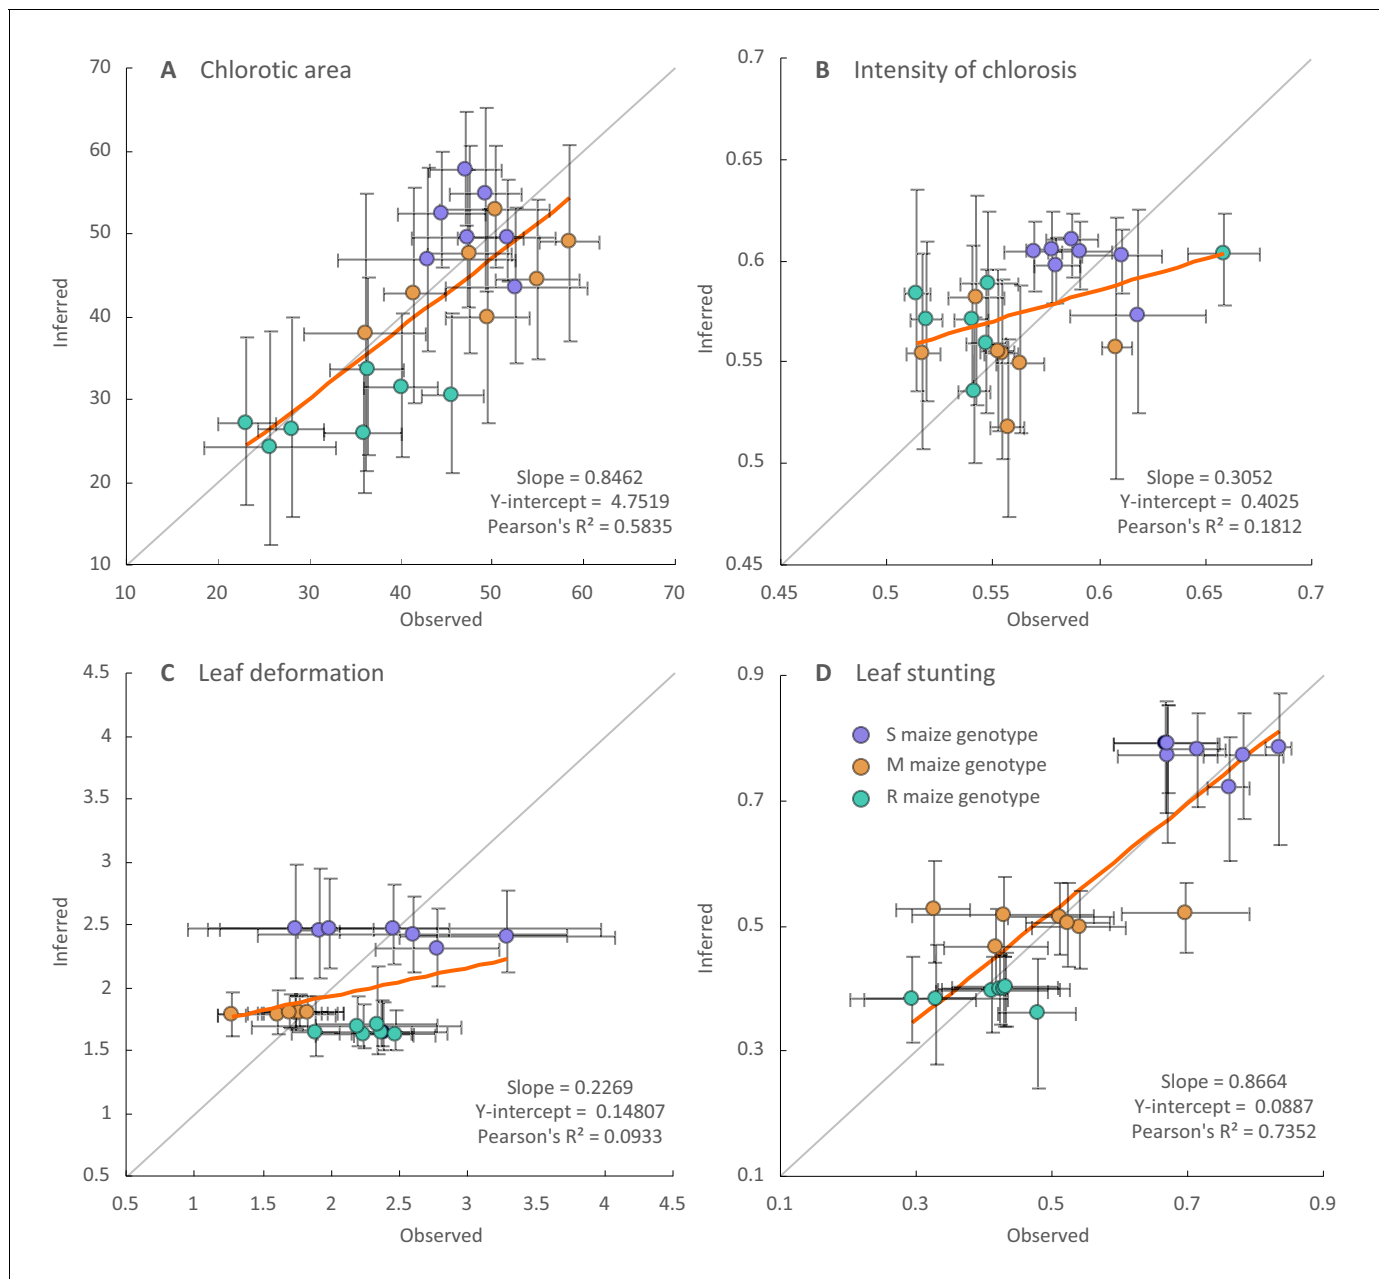 A Chlorotic area
70
60
50
40
30
20
10
Inferred
10 20 30 40 50 60 70
Observed
Slope = 0.8462
Y-intercept = 4.7519
Pearson's R² = 0.5835
B Intensity of chlorosis
0.7
0.65
0.6
0.55
0.5
0.45
Inferred
0.45 0.5 0.55 0.6 0.65 0.7
Observed
Slope = 0.3052
Y-intercept = 0.4025
Pearson's R² = 0.1812
C Leaf deformation
4.5
4
3.5
3
2.5
2
1.5
1
0.5
Inferred
0.5 1 1.5 2 2.5 3 3.5 4 4.5
Observed
Slope = 0.2269
Y-intercept = 0.14807
Pearson's R² = 0.0933
D Leaf stunting
S maize genotype
M maize genotype
R maize genotype
0.9
0.7
0.5
0.3
0.1
Inferred
0.1 0.3 0.5 0.7 0.9
Observed
Slope = 0.8664
Y-intercept = 0.0887
Pearson's R² = 0.7352